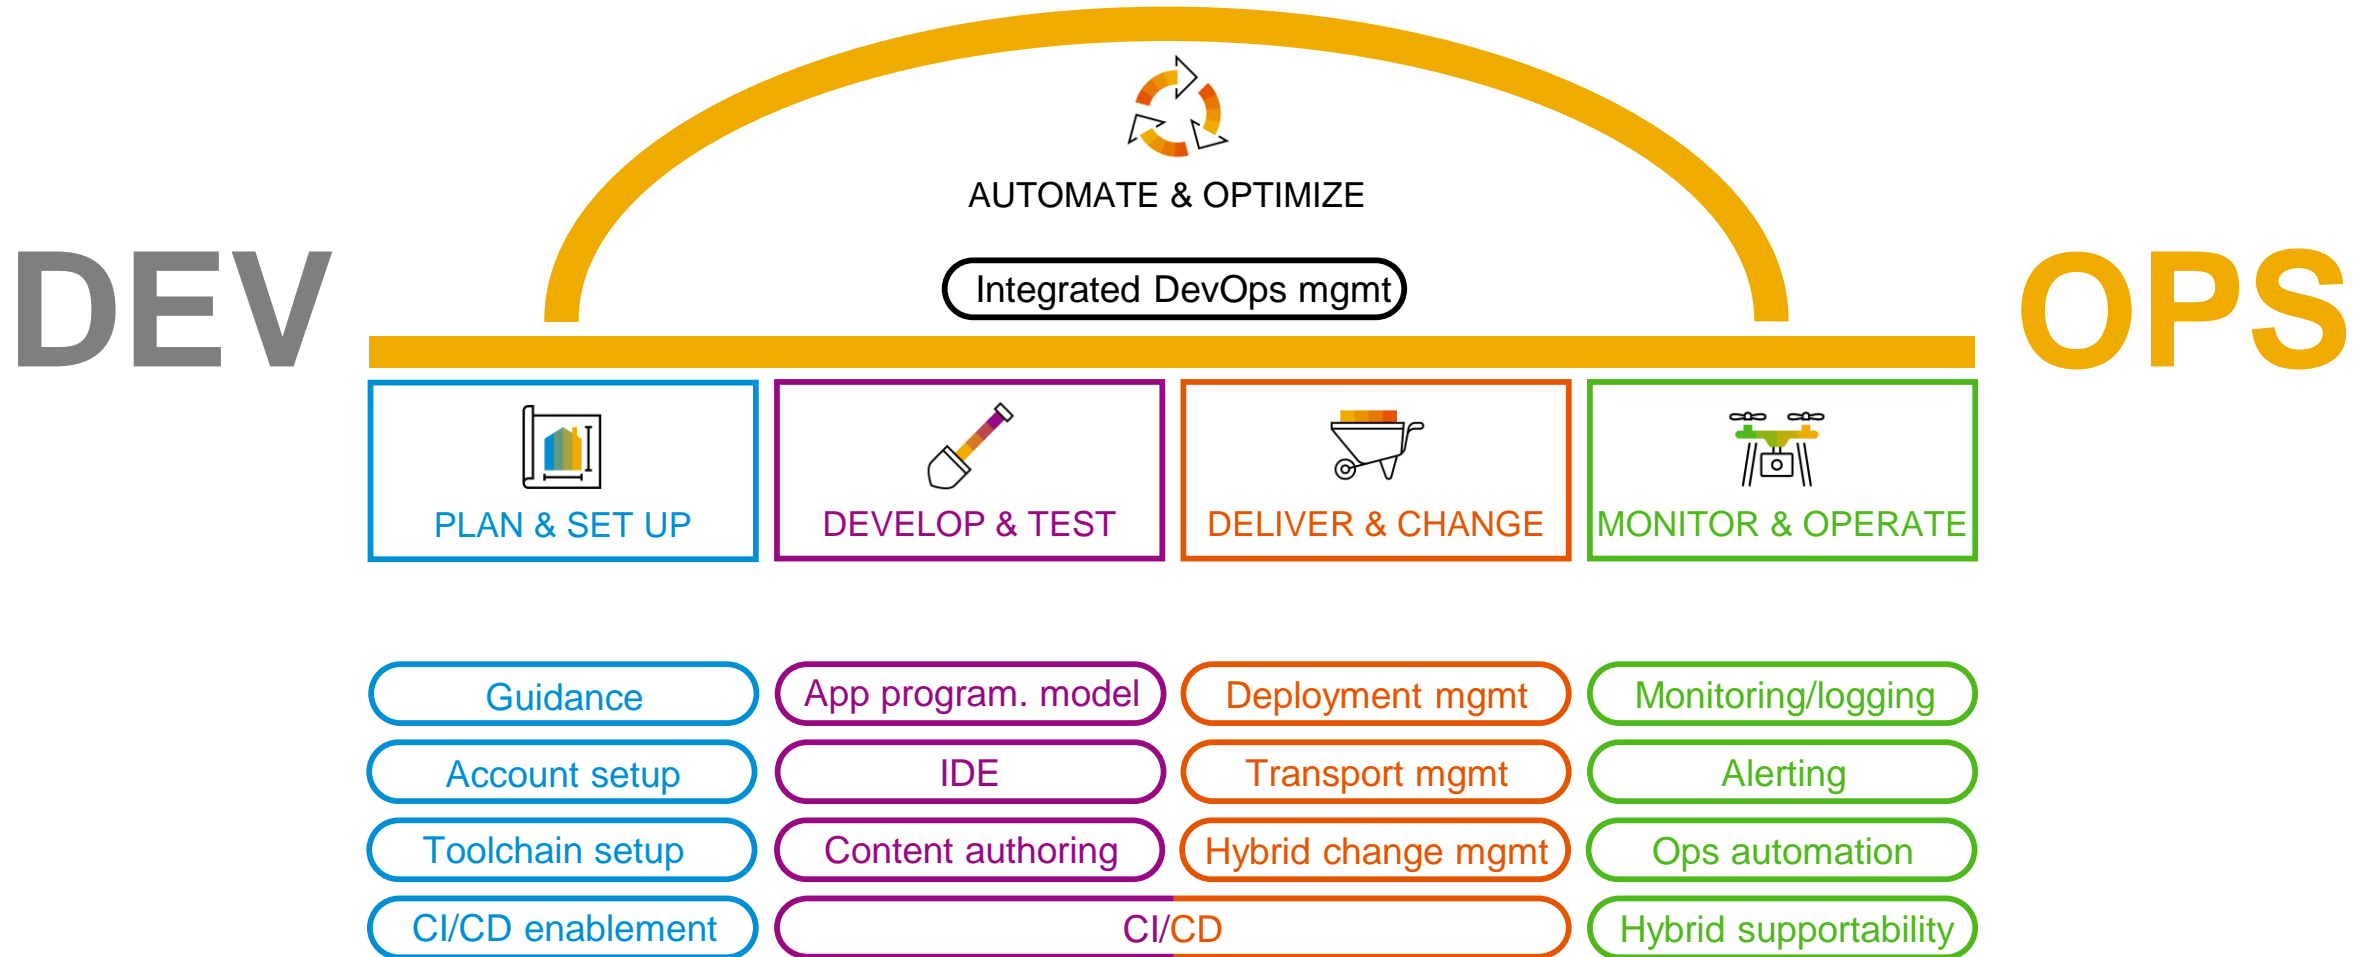 AUTOMATE & OPTIMIZE
DEV
Integrated DevOps mgmt
OPS
PLAN & SET UP
DEVELOP & TEST
DELIVER & CHANGE
MONITOR & OPERATE
Guidance
App program. model
Deployment mgmt
Monitoring/logging
Account setup
IDE
Transport mgmt
Alerting
Toolchain setup
Content authoring
Hybrid change mgmt
Ops automation
CI/CD enablement
CI/CD
Hybrid supportability